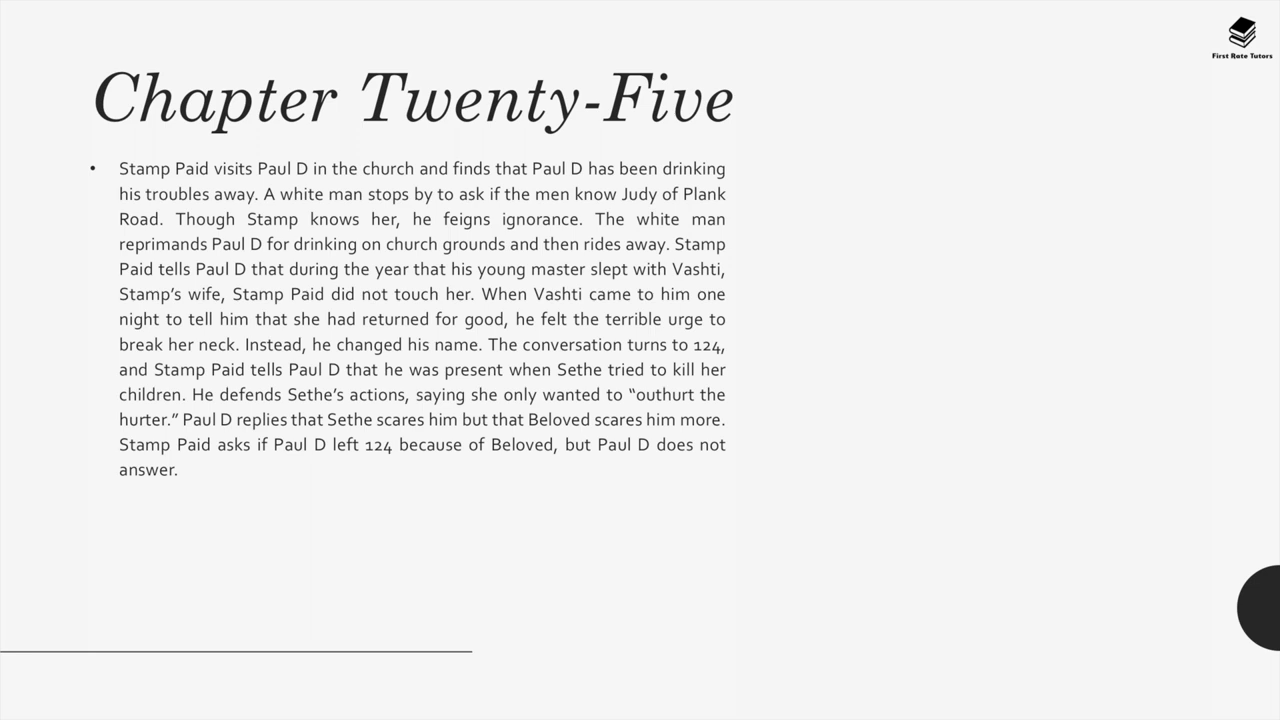 First Rate Tutors
Chapter Twenty-Five
• Stamp Paid visits Paul D in the church and finds that Paul D has been drinking
his troubles away. A white man stops by to ask if the men know Judy of Plank
Road. Though Stamp knows her, he feigns ignorance. The white man
reprimands Paul D for drinking on church grounds and then rides away. Stamp
Paid tells Paul D that during the year that his young master slept with Vashti,
Stamp’s wife, Stamp Paid did not touch her. When Vashti came to him one
night to tell him that she had returned for good, he felt the terrible urge to
break her neck. Instead, he changed his name. The conversation turns to 124,
and Stamp Paid tells Paul D that he was present when Sethe tried to kill her
children. He defends Sethe’s actions, saying she only wanted to “outhurt the
hurter.” Paul D replies that Sethe scares him but that Beloved scares him more.
Stamp Paid asks if Paul D left 124 because of Beloved, but Paul D does not
answer.